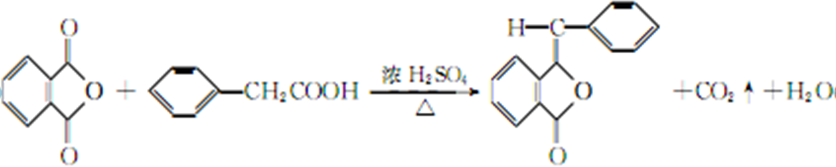 O O H—C
O + —CH₂COOH 浓 H₂SO₄ △ O +CO₂↑+H₂O
O O